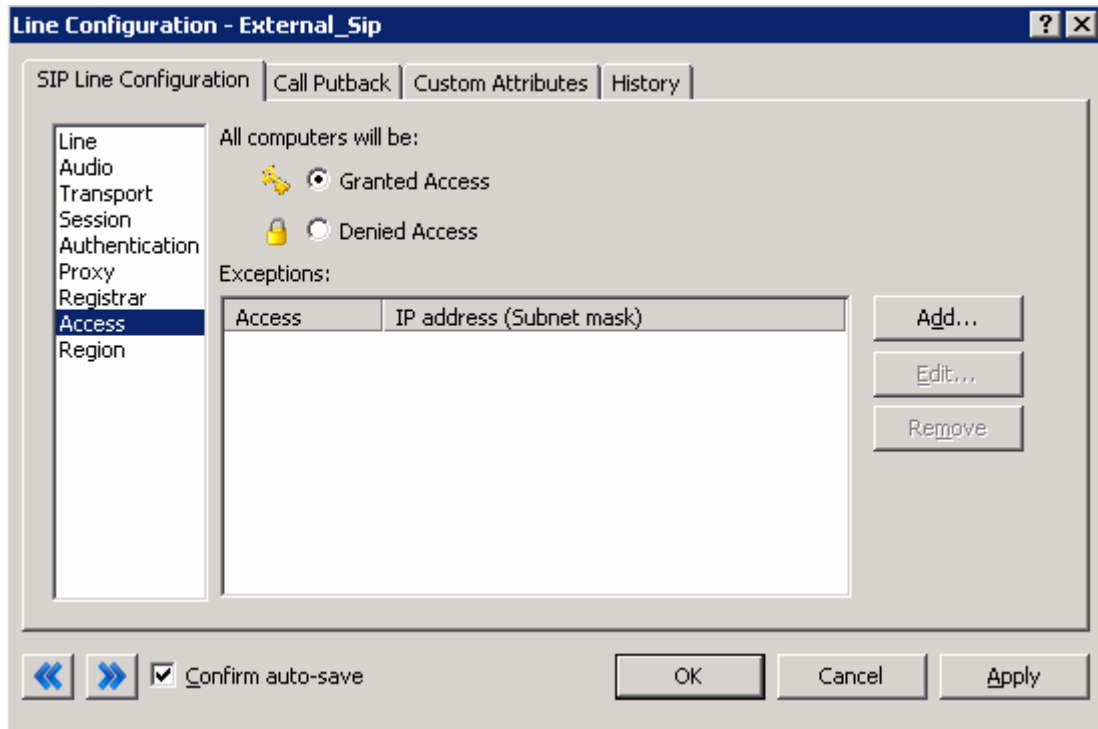 Line Configuration - External_Sip
SIP Line Configuration
Call Putback
Custom Attributes
History
Line
Audio
Transport
Session
Authentication
Proxy
Registrar
Access
Region
All computers will be:
Granted Access
Denied Access
Exceptions:
Access
IP address (Subnet mask)
Add...
Edit...
Remove
Confirm auto-save
OK
Cancel
Apply